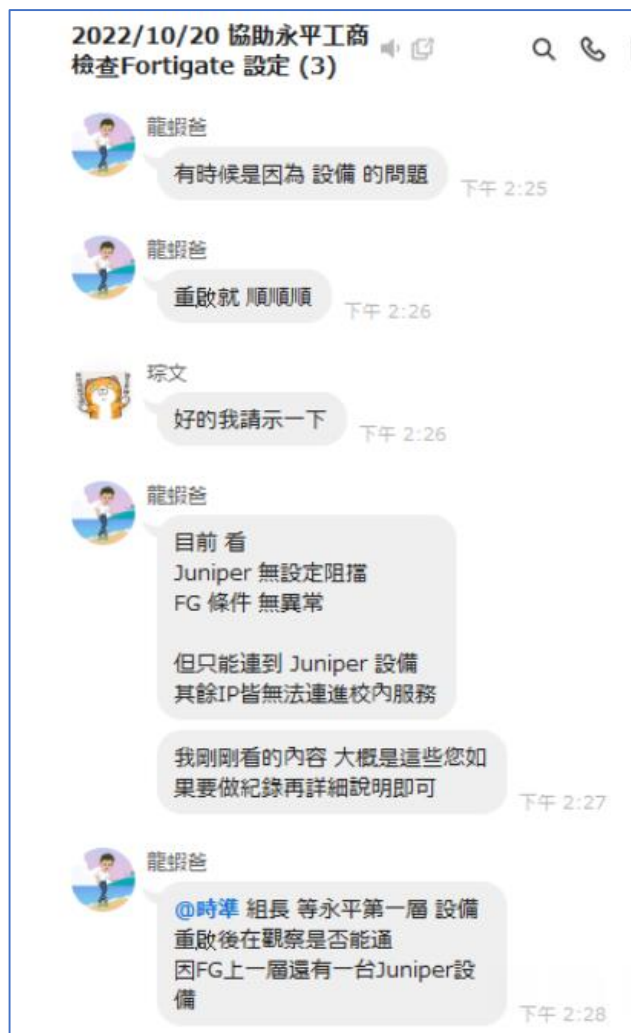 2022/10/20 協助永平工商
檢查Fortigate 設定 (3)
龍蝦爸
有時候是因為 設備 的問題
下午 2:25
龍蝦爸
重啟就 順順順
下午 2:26
琮文
好的我請示一下
下午 2:26
龍蝦爸
目前 看
Juniper 無設定阻擋
FG 條件 無異常
但只能連到 Juniper 設備
其餘IP皆無法連進校內服務
我剛剛看的內容 大概是這些您如
果要做紀錄再詳細說明即可
下午 2:27
龍蝦爸
@時準 組長 等永平第一層 設備
重啟後在觀察是否能通
因FG上一層還有一台Juniper設
備
下午 2:28